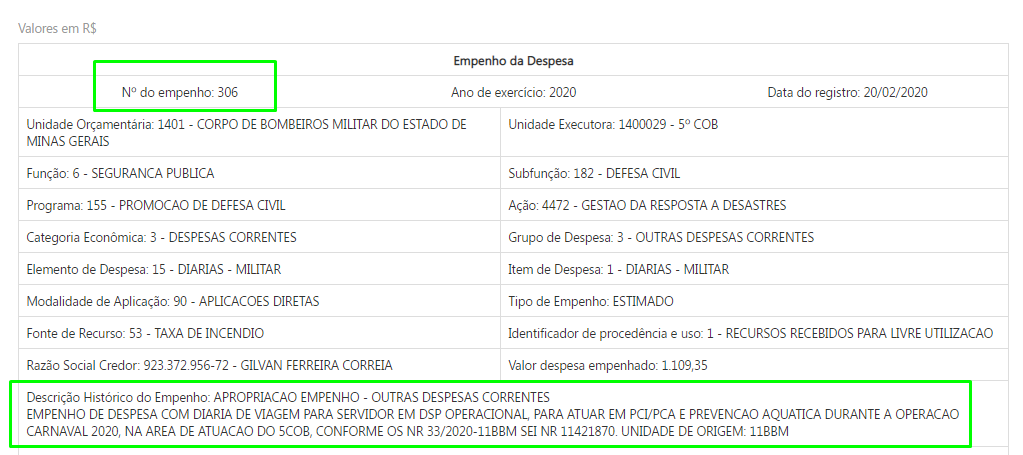 Valores em R$
Empenho da Despesa
Nº do empenho: 306
Ano de exercício: 2020
Data do registro: 20/02/2020
Unidade Orçamentária: 1401 - CORPO DE BOMBEIROS MILITAR DO ESTADO DE
MINAS GERAIS
Unidade Executora: 1400029 - 5º COB
Função: 6 - SEGURANCA PUBLICA
Subfunção: 182 - DEFESA CIVIL
Programa: 155 - PROMOCAO DE DEFESA CIVIL
Ação: 4472 - GESTAO DA RESPOSTA A DESASTRES
Categoria Econômica: 3 - DESPESAS CORRENTES
Grupo de Despesa: 3 - OUTRAS DESPESAS CORRENTES
Elemento de Despesa: 15 - DIARIAS - MILITAR
Item de Despesa: 1 - DIARIAS - MILITAR
Modalidade de Aplicação: 90 - APLICACOES DIRETAS
Tipo de Empenho: ESTIMADO
Fonte de Recurso: 53 - TAXA DE INCENDIO
Identificador de procedência e uso: 1 - RECURSOS RECEBIDOS PARA LIVRE UTILIZACAO
Razão Social Credor: 923.372.956-72 - GILVAN FERREIRA CORREIA
Valor despesa empenhado: 1.109,35
Descrição Histórico do Empenho: APROPRIACAO EMPENHO - OUTRAS DESPESAS CORRENTES
EMPENHO DE DESPESA COM DIARIA DE VIAGEM PARA SERVIDOR EM DSP OPERACIONAL, PARA ATUAR EM PCI/PCA E PREVENCAO AQUATICA DURANTE A OPERACAO
CARNAVAL 2020, NA AREA DE ATUACAO DO 5COB, CONFORME OS NR 33/2020-11BBM SEI NR 11421870. UNIDADE DE ORIGEM: 11BBM